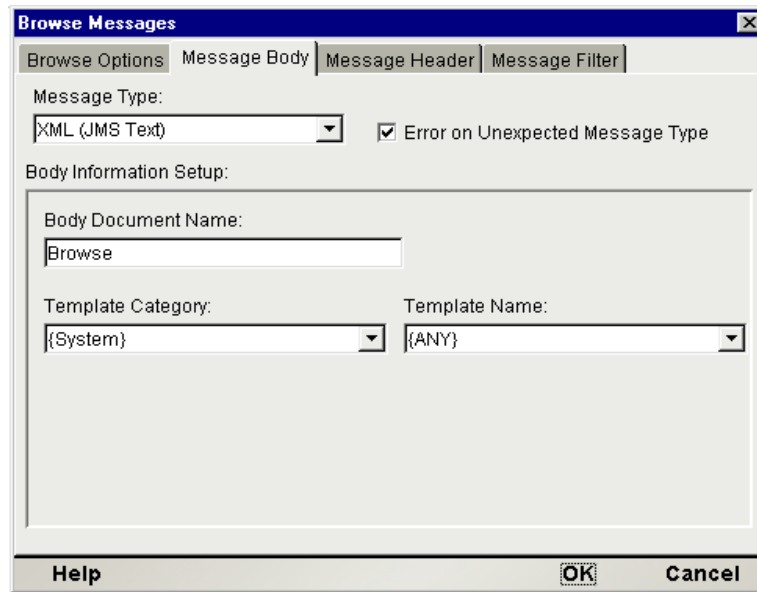 Browse Messages
Browse Options Message Body Message Header Message Filter
Message Type:
XML (JMS Text) Error on Unexpected Message Type
Body Information Setup:
Body Document Name:
Browse
Template Category: Template Name:
{System} {ANY}
Help OK Cancel